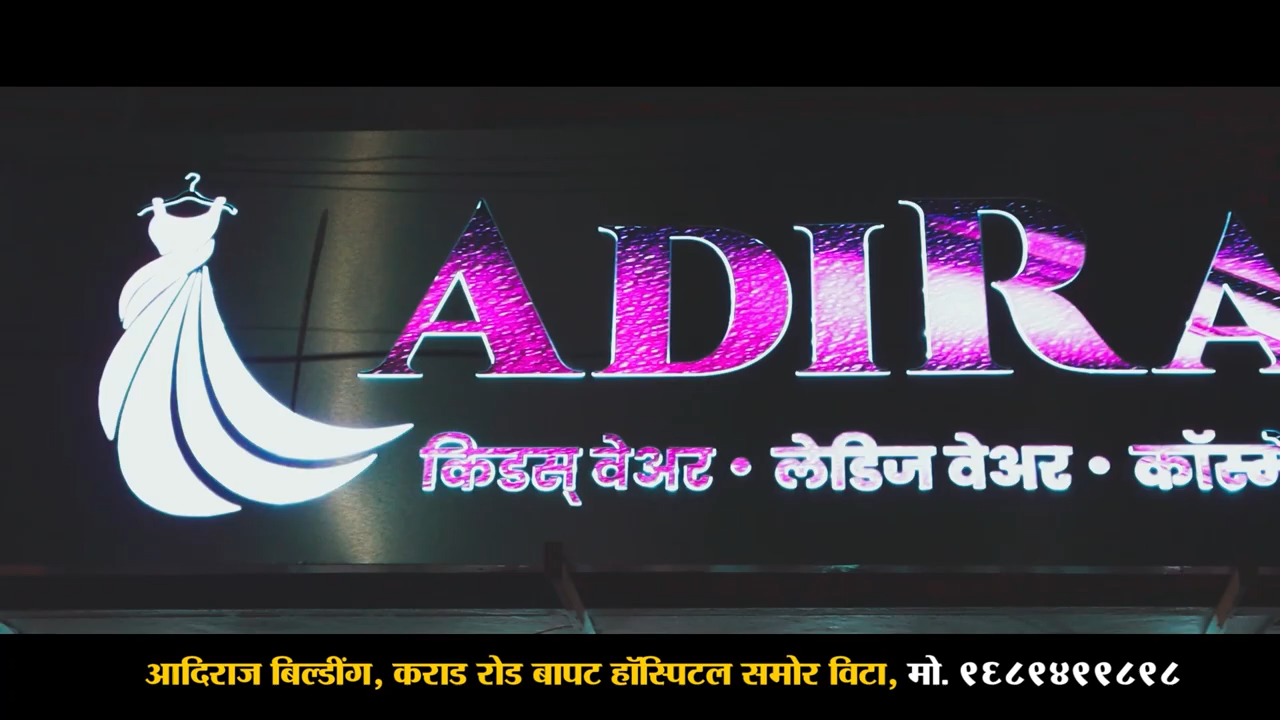 ADIRA
किडस् वेअर • लेडिज वेअर •
आदिराज बिल्डींग, कराड रोड बापट हॉस्पिटल समोर विटा, मो. ९६८९४९९८९८